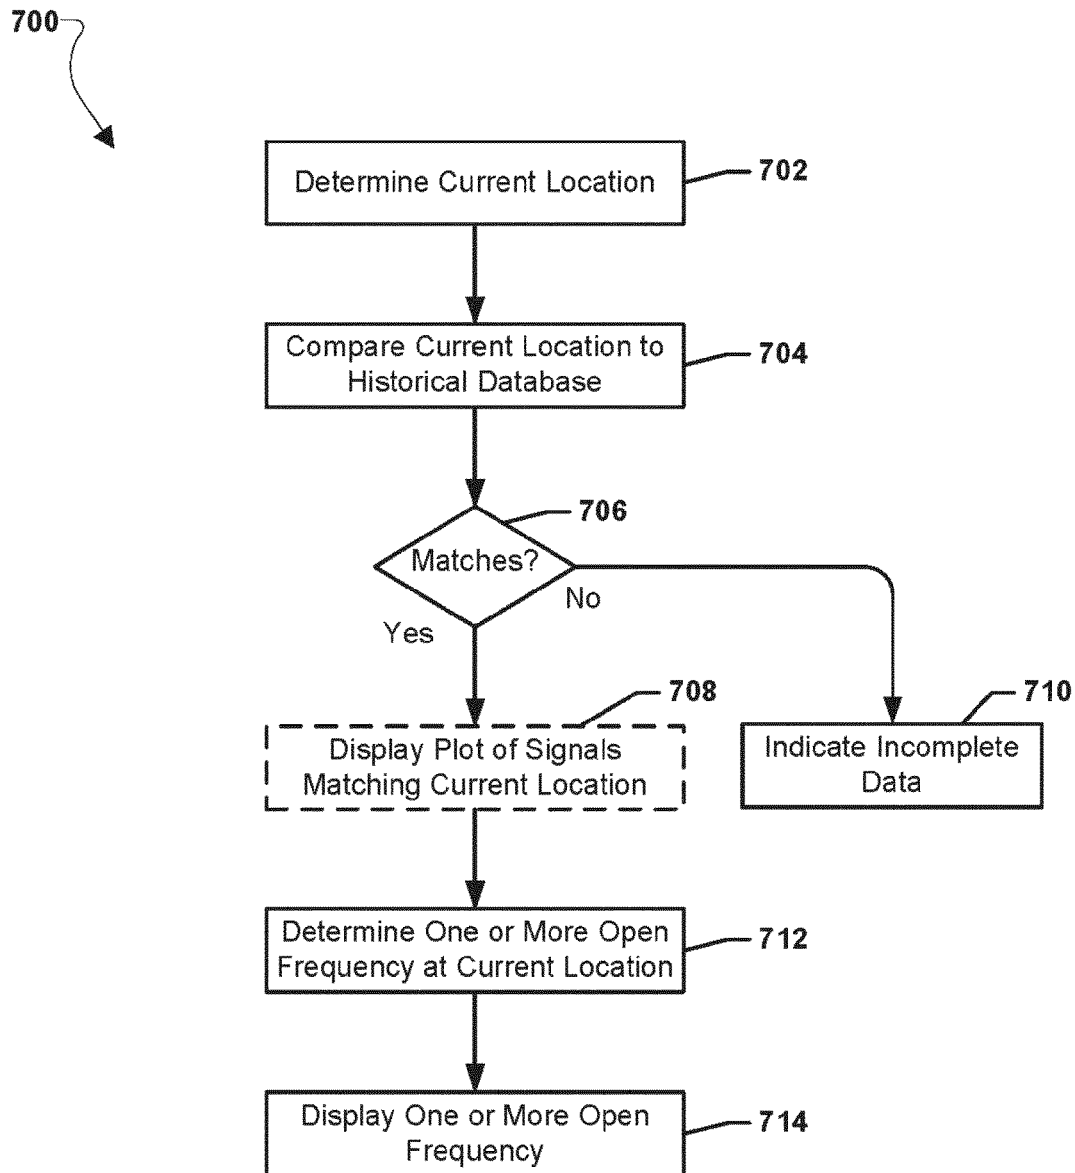 700
Determine Current Location
702
Compare Current Location to
Historical Database
704
706
Matches?
No
Yes
708
Display Plot of Signals
Matching Current Location
710
Indicate Incomplete
Data
Determine One or More Open
Frequency at Current Location
712
Display One or More Open
Frequency
714